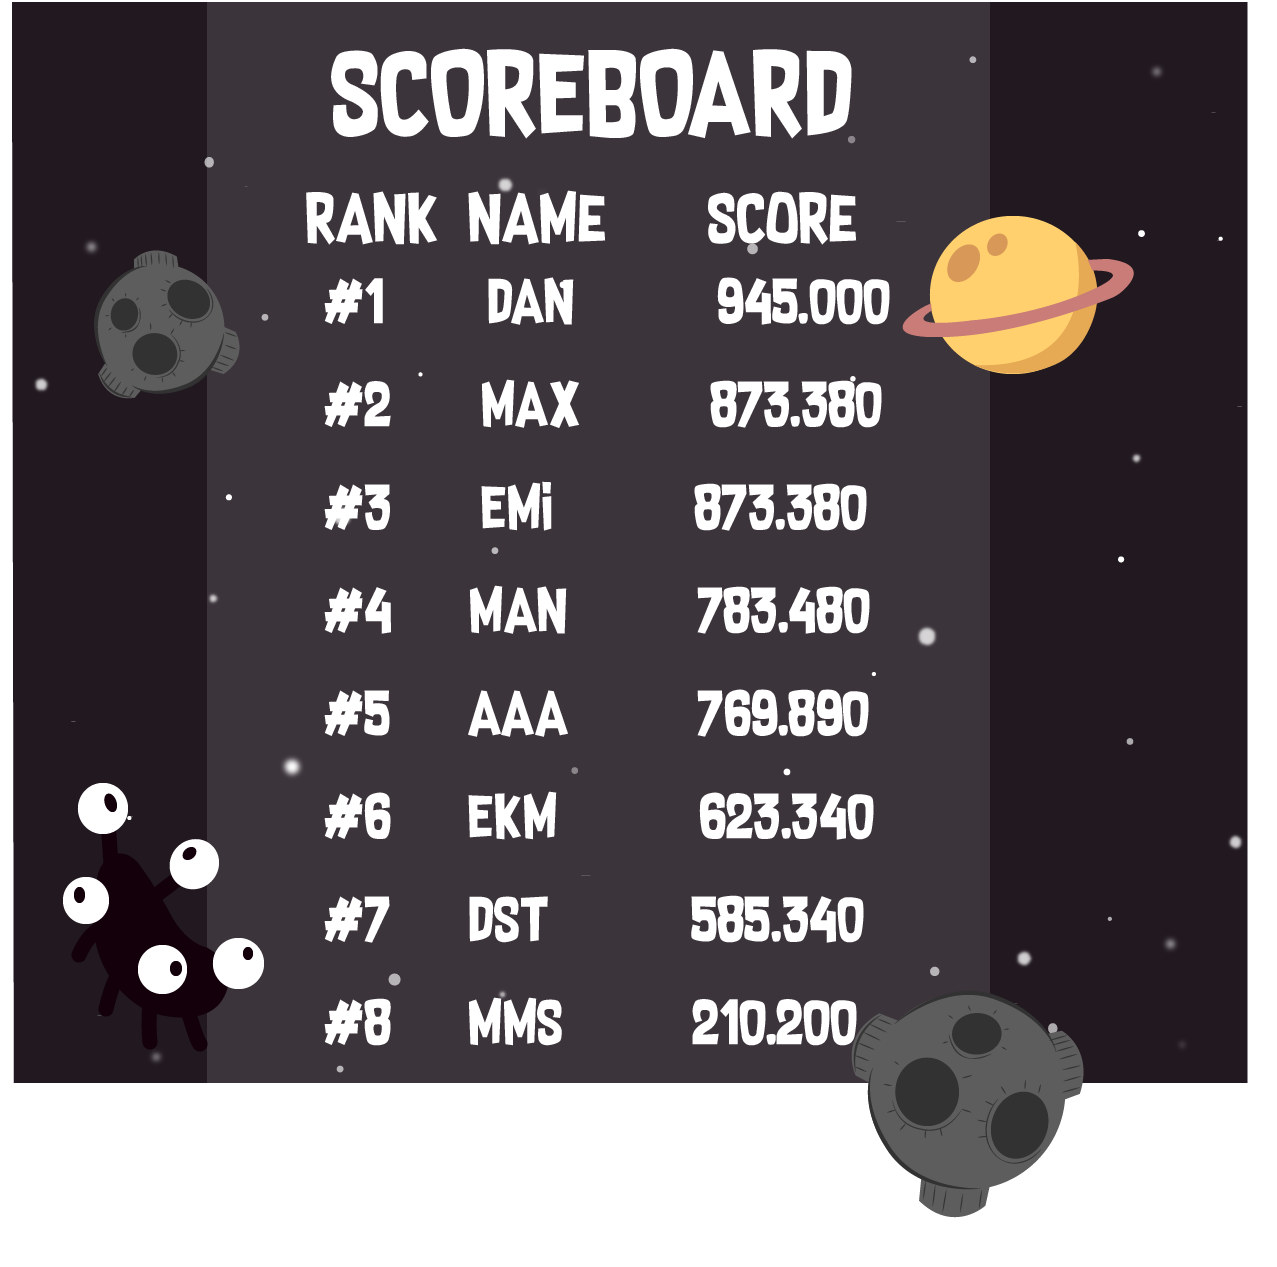 SCOREBOARD
RANK NAME SCORE
#1 DAN 945.000
#2 MAX 873.380
#3 EMi 873.380
#4 MAN 783.480
#5 AAA 769.890
#6 EKM 623.340
#7 DST 585.340
#8 MMS 210.200